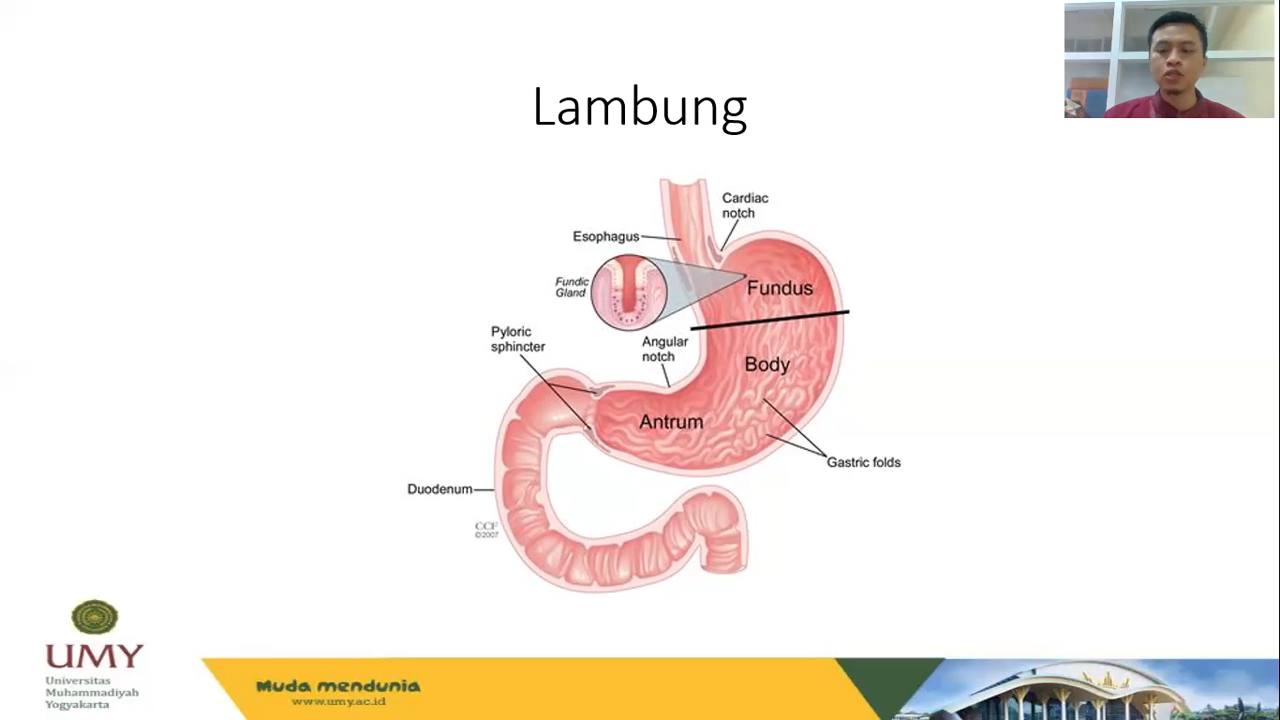 Lambung
Cardiac
notch
Esophagus
Fundic
Gland
Fundus
Pyloric
sphincter
Angular
notch
Body
Antrum
Gastric folds
Duodenum
CCF
©2007
UMY
Universitas
Muhammadiyah
Yogyakarta
Muda mendunia
www.umy.ac.id